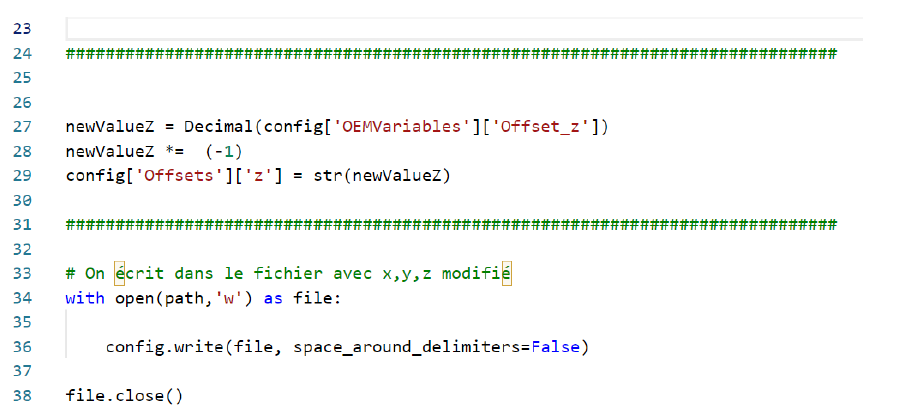 23
24 ##############################################################################
25
26
27 newValueZ = Decimal(config['OEMVariables']['Offset_z'])
28 newValueZ *=  (-1)
29 config['Offsets']['z'] = str(newValueZ)
30
31 ##############################################################################
32
33 # On écrit dans le fichier avec x,y,z modifié
34 with open(path,'w') as file:
35
36     config.write(file, space_around_delimiters=False)
37
38 file.close()